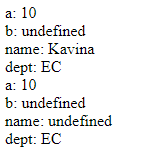 a: 10
b: undefined
name: Kavina
dept: EC
a: 10
b: undefined
name: undefined
dept: EC